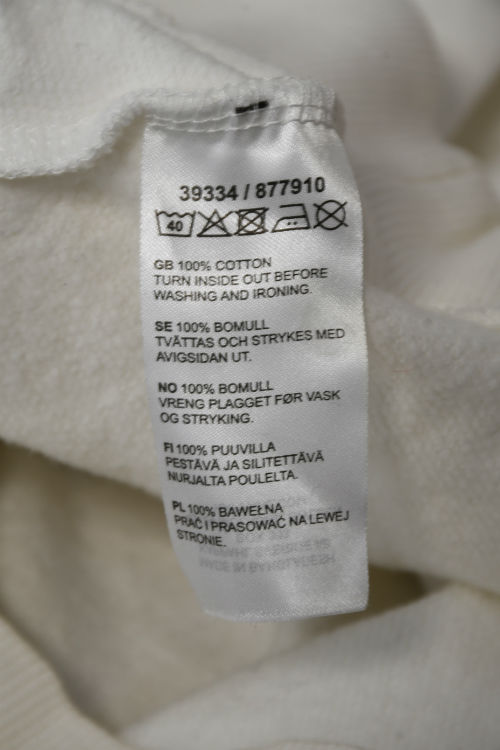 39334 / 877910
40
GB 100% COTTON
TURN INSIDE OUT BEFORE
WASHING AND IRONING.
SE 100% BOMULL
TVÄTTAS OCH STRYKES MED
AVIGSIDAN UT.
NO 100% BOMULL
VRENG PLAGGET FØR VASK
OG STRYKING.
FI 100% PUUVILLA
PESTÄVÄ JA SILITETTÄVÄ
NURJALTA POULELTA.
PL 100% BAWEŁNA
PRAĆ I PRASOWAĆ NA LEWEJ
STRONIE.